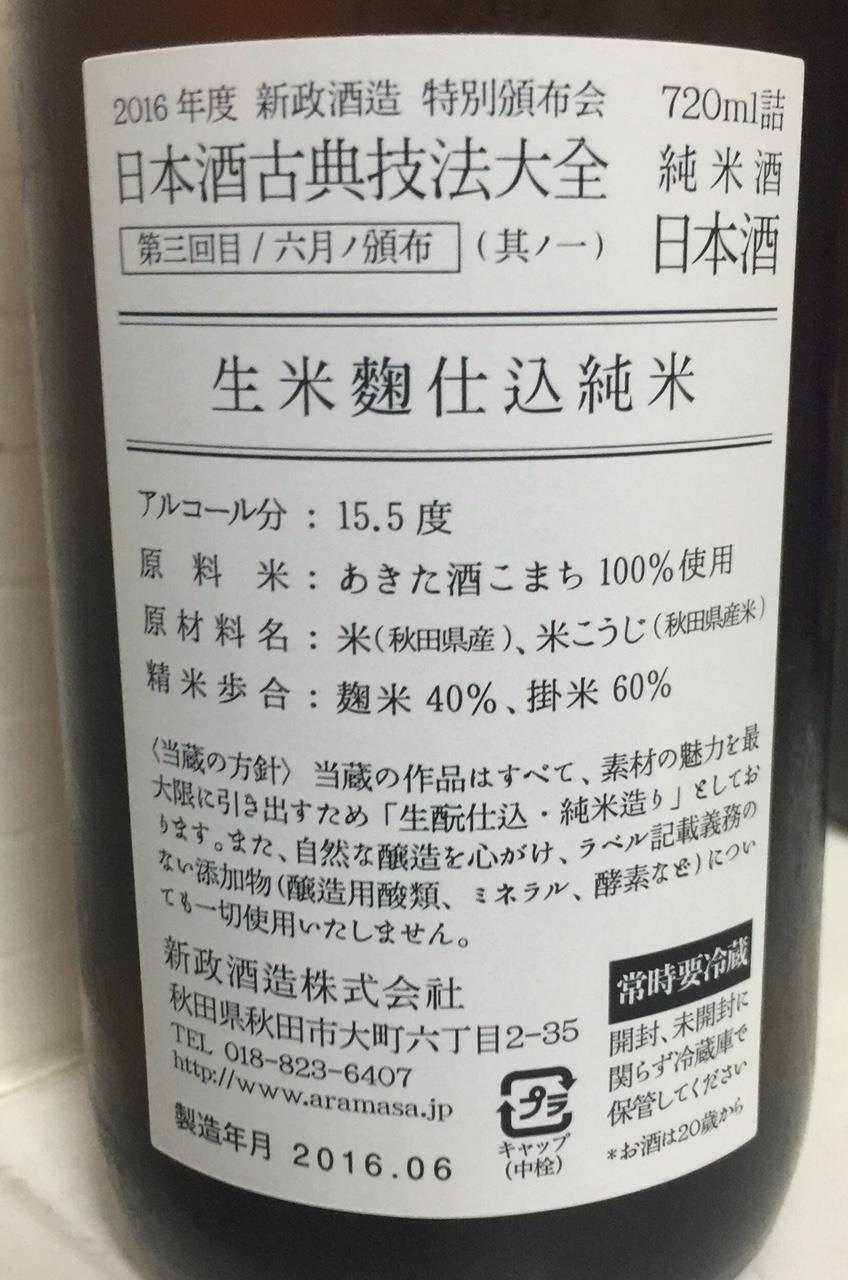 2016年度 新政酒造 特別頒布会
日本酒古典技法大全
第三回目/六月ノ頒布 (其ノ一)
720ml詰
純米酒
日本酒
生米麴仕込純米
アルコール分:15.5度
原料米:あきた酒こまち 100%使用
原材料名:米(秋田県産)、米こうじ(秋田県産米)
精米歩合:麹米 40%、掛米 60%
〈当蔵の方針〉 当蔵の作品はすべて、素材の魅力を最
大限に引き出すため「生酛仕込・純米造り」としてお
ります。また、自然な醸造を心がけ、ラベル記載義務の
ない添加物(醸造用酸類、ミネラル、酵素など)につい
ても一切使用いたしません。
新政酒造株式会社
秋田県秋田市大町六丁目2-35
TEL 018-823-6407
http://www.aramasa.jp
製造年月 2016.06
プラ
キャップ
(中栓)
常時要冷蔵
開封、未開封に
関らず冷蔵庫で
保管してください
*お酒は20歳から